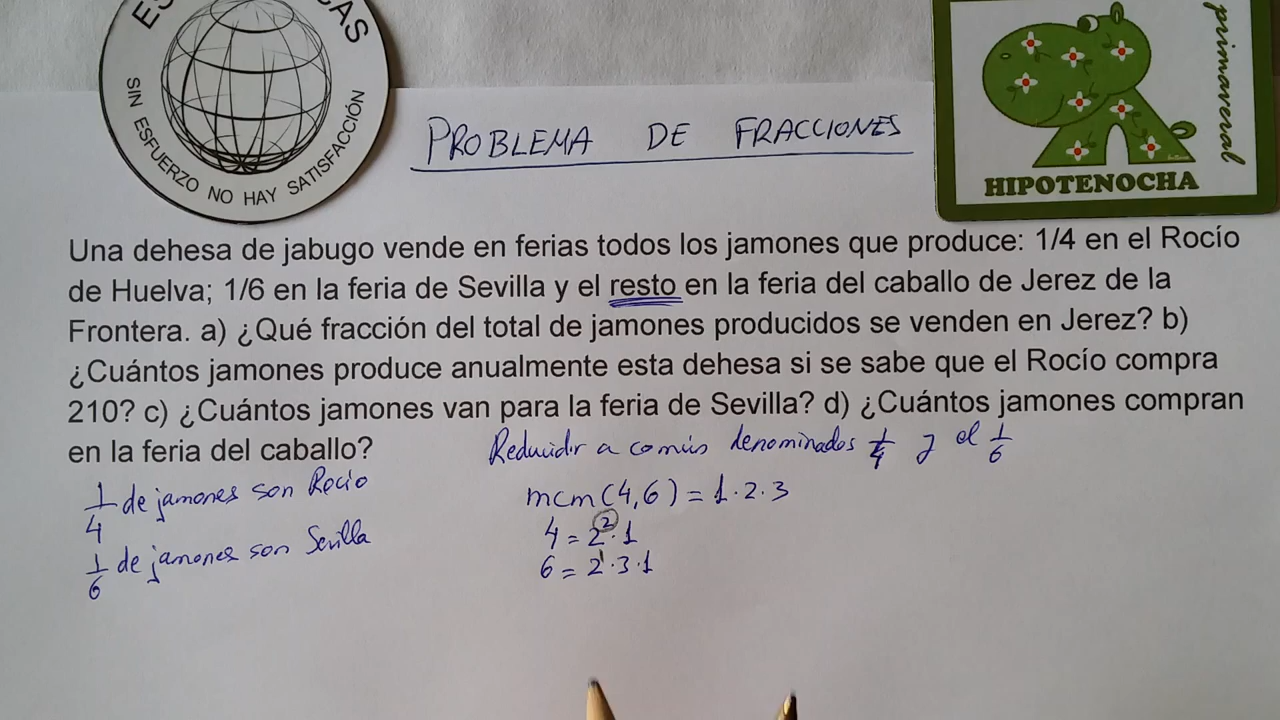 SIN ESFUERZO NO HAY SATISFACCIÓN
primaveral
HIPOTENOCHA
PROBLEMA DE FRACCIONES
Una dehesa de jabugo vende en ferias todos los jamones que produce: 1/4 en el Rocío
de Huelva; 1/6 en la feria de Sevilla y el resto en la feria del caballo de Jerez de la
Frontera. a) ¿Qué fracción del total de jamones producidos se venden en Jerez? b)
¿Cuántos jamones produce anualmente esta dehesa si se sabe que el Rocío compra
210? c) ¿Cuántos jamones van para la feria de Sevilla? d) ¿Cuántos jamones compran
en la feria del caballo?
Reducidir a común denominados 1/4 y el 1/6
1/4 de jamones son Rocío
1/6 de jamones son Sevilla
mcm(4,6) = 1·2·3
4 = 2²·1
6 = 2¹·3·1